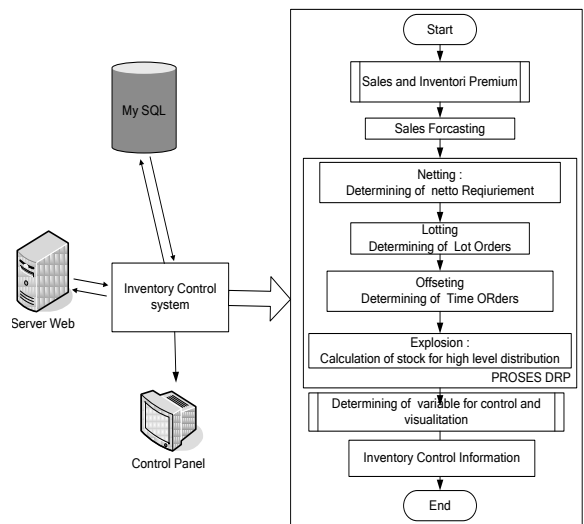 My SQL
Server Web
Inventory Control
system
Control Panel
Start
Sales and Inventori Premium
Sales Forcasting
Netting :
Determining of netto Reqiuriement
Lotting
Determining of Lot Orders
Offseting
Determining of Time ORders
Explosion :
Calculation of stock for high level distribution
PROSES DRP
Determining of variable for control and
visualitation
Inventory Control Information
End